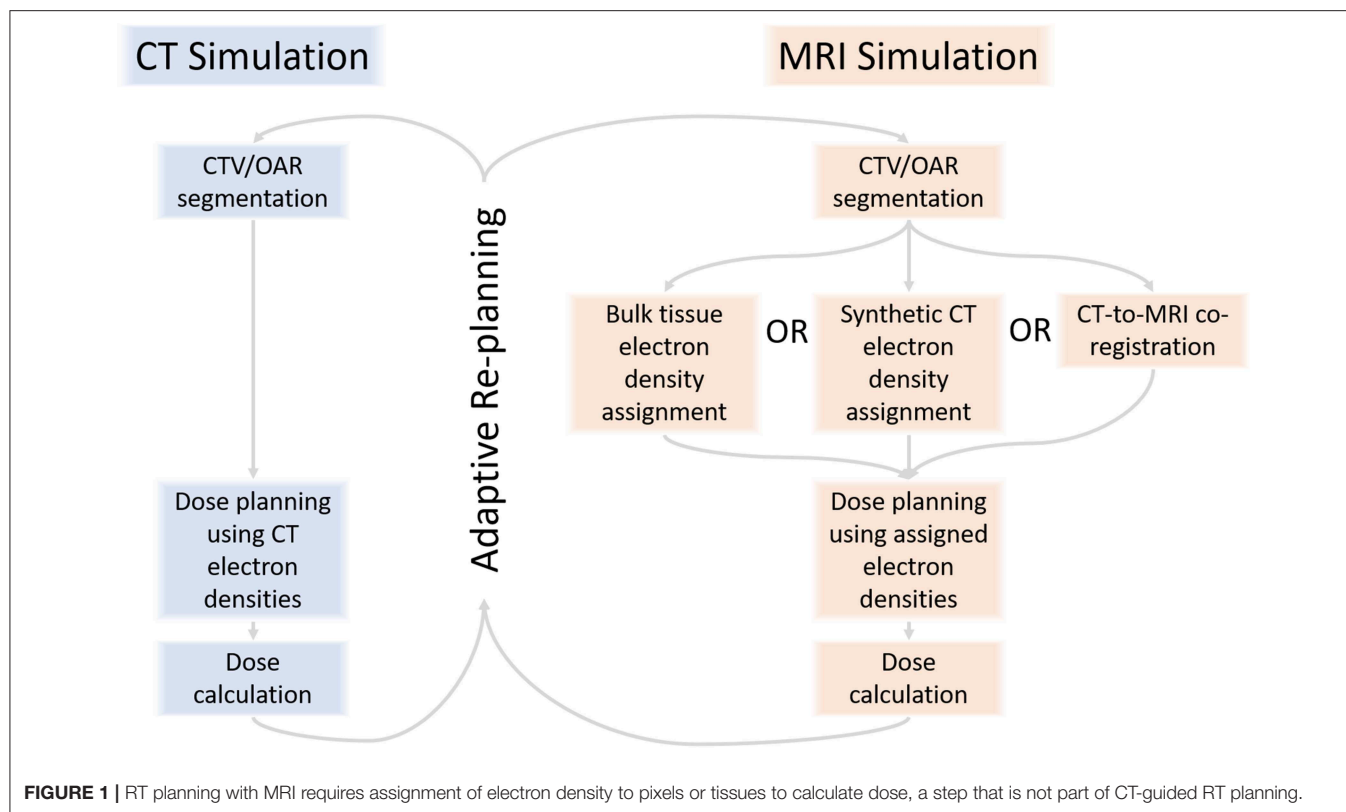 CT Simulation
MRI Simulation
CTV/OAR
segmentation
Dose planning
using CT
electron
densities
Dose
calculation
Adaptive Re-planning
CTV/OAR
segmentation
Bulk tissue
electron
density
assignment
OR
Synthetic CT
electron
density
assignment
OR
CT-to-MRI co-
registration
Dose planning
using assigned
electron
densities
Dose
calculation
FIGURE 1 | RT planning with MRI requires assignment of electron density to pixels or tissues to calculate dose, a step that is not part of CT-guided RT planning.